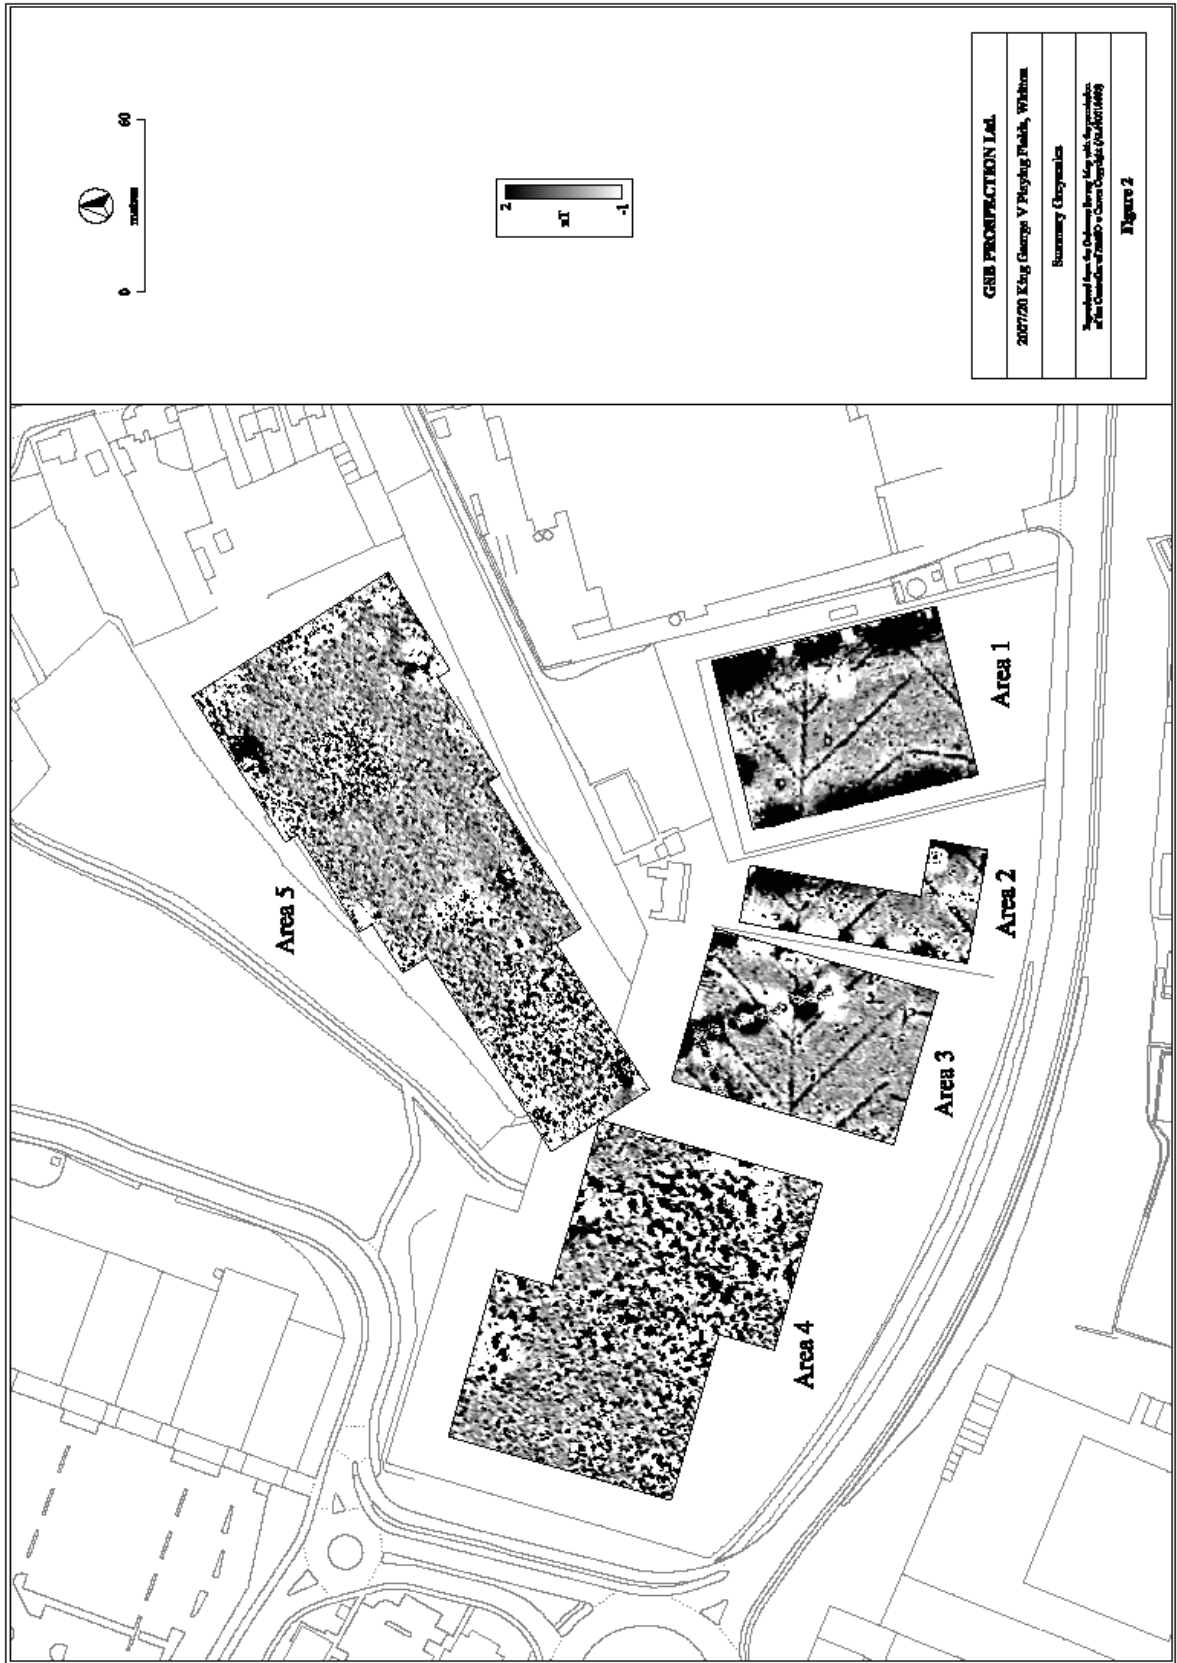 Area 1
Area 2
Area 3
Area 4
Area 5
0
60
metres
2
nT
-1
GSB PROSPECTION Ltd.
2007/20 King George V Playing Fields,
Summary Greyscales
Figure 2